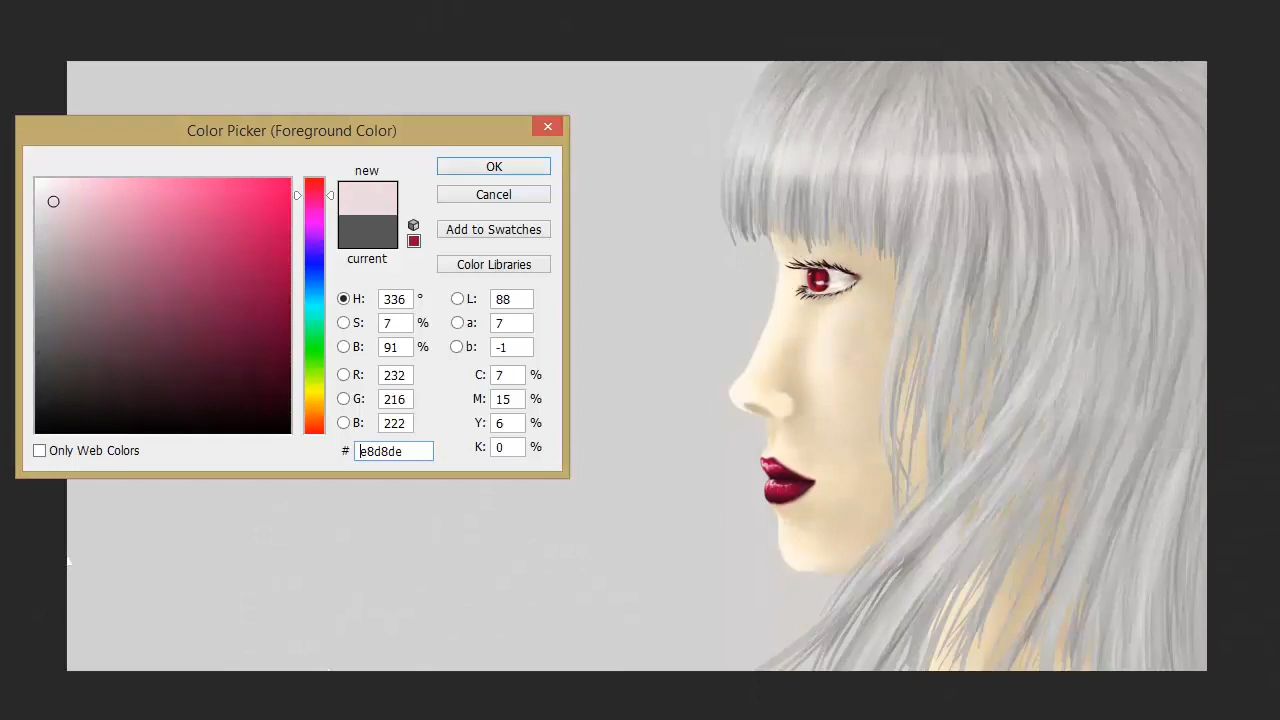 Color Picker (Foreground Color)
new
current
OK
Cancel
Add to Swatches
Color Libraries
H: 336 °
S: 7 %
B: 91 %
R: 232
G: 216
B: 222
# e8d8de
L: 88
a: 7
b: -1
C: 7 %
M: 15 %
Y: 6 %
K: 0 %
Only Web Colors